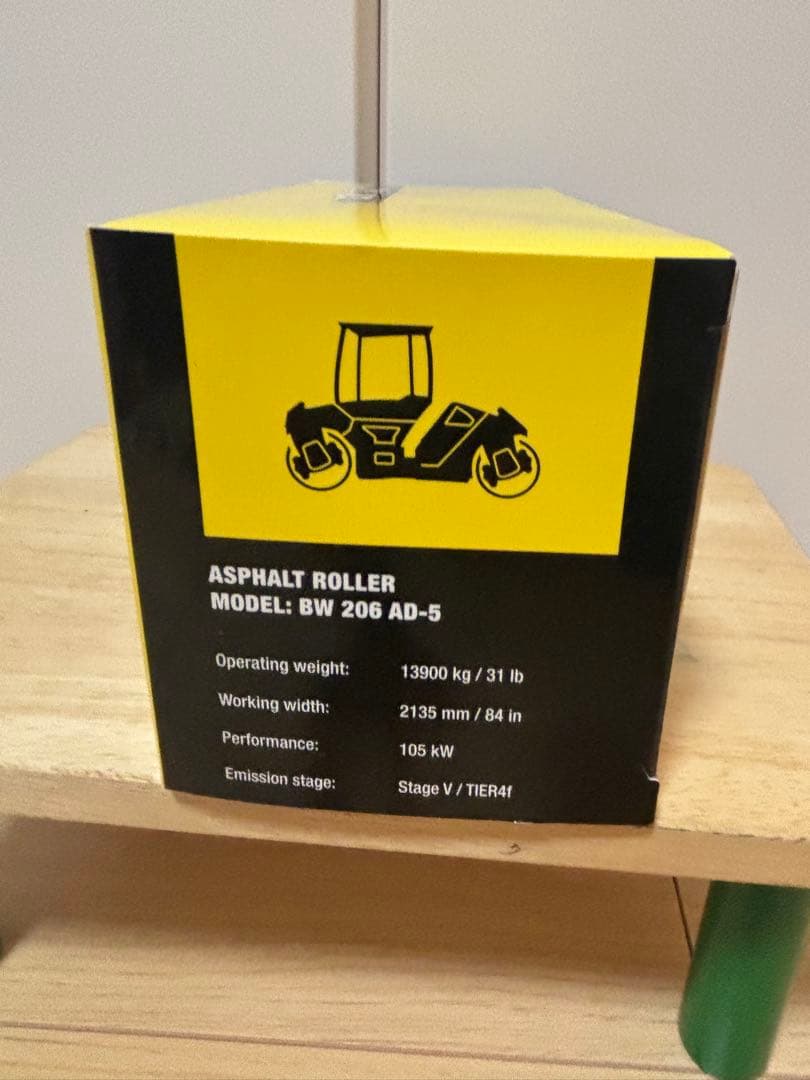 ASPHALT ROLLER
MODEL: BW 206 AD-5
Operating weight: 13900 kg / 31 lb
Working width: 2135 mm / 84 in
Performance: 105 kW
Emission stage: Stage V / TIER4f